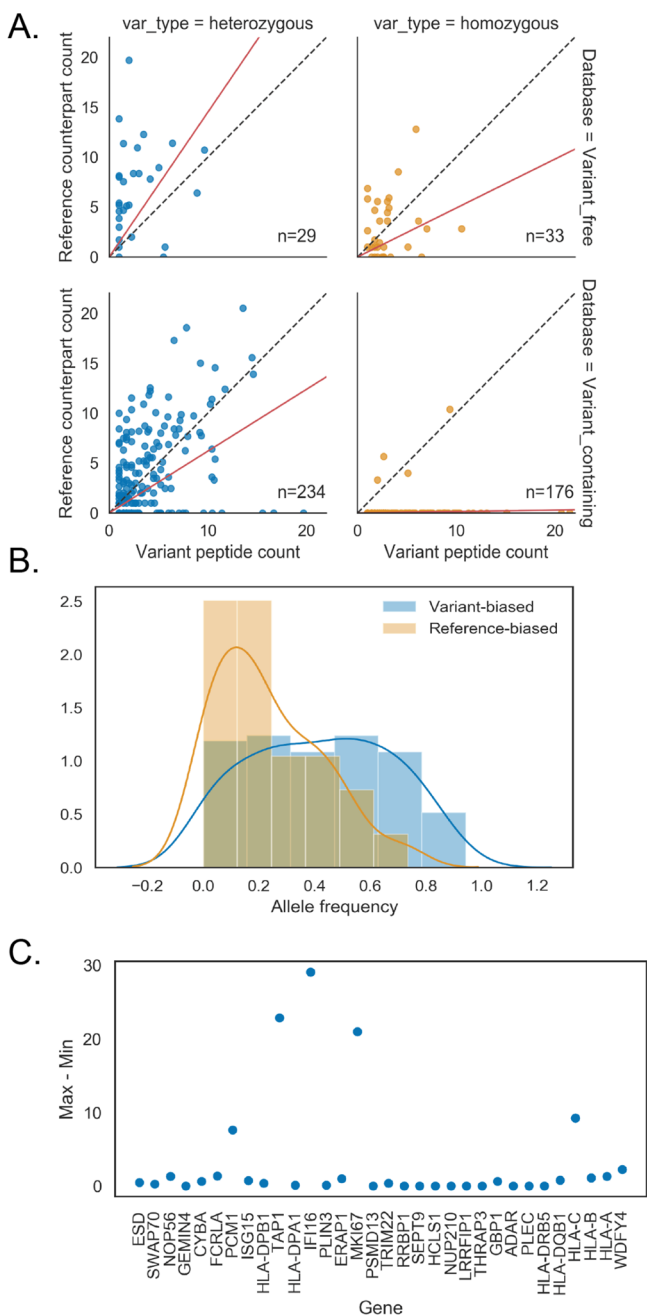 A.
var_type = heterozygous
var_type = homozygous
Reference counterpart count
20
15
10
5
0
n=29
n=33
Database = Variant_free
Reference counterpart count
20
15
10
5
0
n=234
n=176
Database = Variant_containing
0
10
20
0
10
20
Variant peptide count
Variant peptide count
B.
2.5
2.0
1.5
1.0
0.5
0.0
Variant-biased
Reference-biased
−0.2
0.0
0.2
0.4
0.6
0.8
1.0
1.2
Allele frequency
C.
30
20
10
0
Max - Min
ESD
SWAP70
NOP56
GEMIN4
CYBA
FCRLA
PCM1
ISG15
HLA-DPB1
TAP1
HLA-DPA1
IFI16
PLIN3
ERAP1
MKI67
PSMD13
TRIM22
RRBP1
SEPT9
HCLS1
NUP210
LRRFIP1
THRAP3
GBP1
ADAR
PLEC
HLA-DRB5
HLA-DQB1
HLA-C
HLA-B
HLA-A
WDFY4
Gene